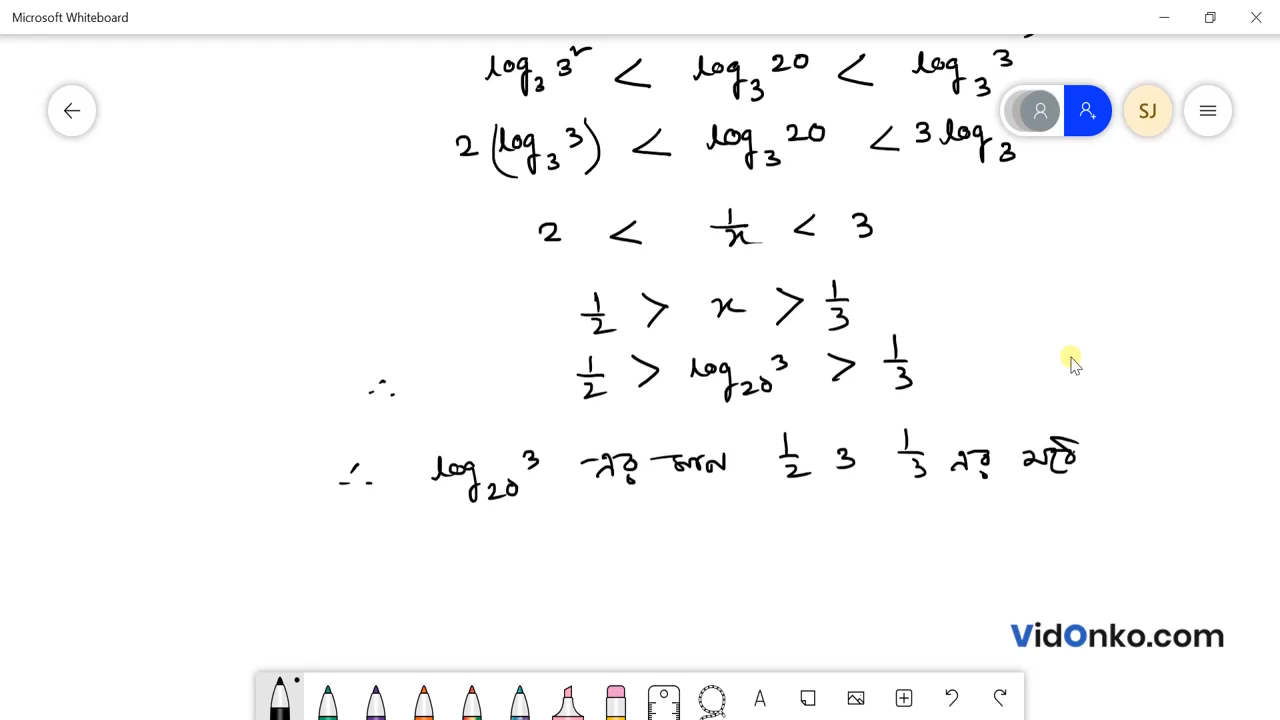 Microsoft Whiteboard
log₃ 3² < log₃ 20 < log₃ 3
SJ
2 (log₃ 3) < log₃ 20 < 3 log₃
2 < 1/x < 3
1/2 > x > 1/3
∴ 1/2 > log₂₀ 3 > 1/3
∴ log₂₀ 3 এর মান 1/2 ও 1/3 এর মধ্যে
VidOnko.com
A